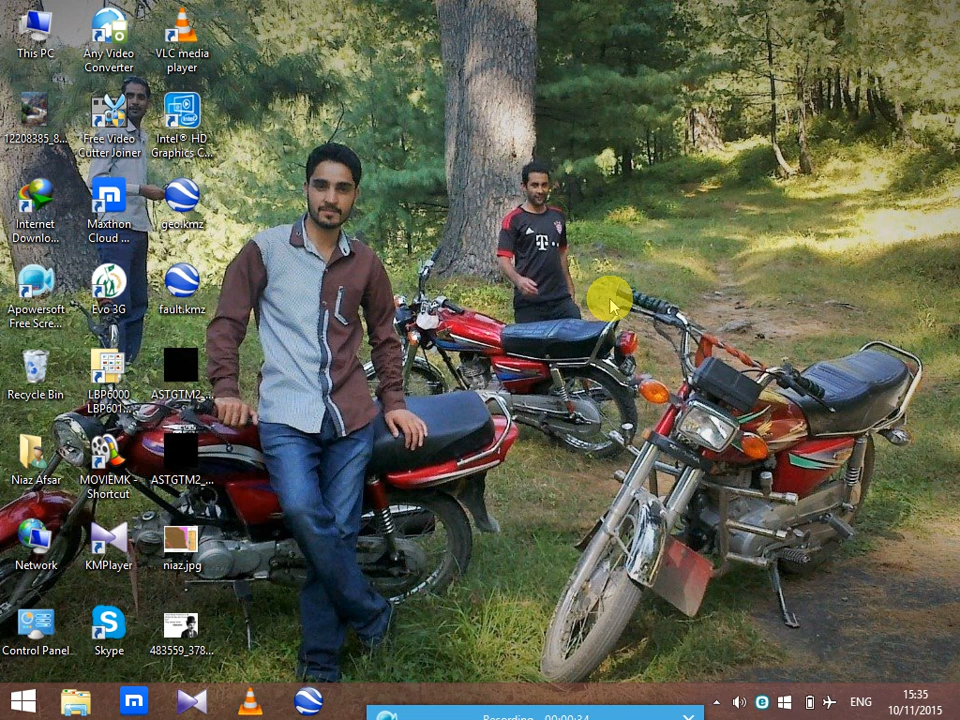 This PC
Any Video
Converter
VLC media
player
12208385_8...
Free Video
Cutter Joiner
Intel® HD
Graphics C...
Internet
Downlo...
Maxthon
Cloud ...
geol.kmz
Apowersoft
Free Scre...
Evo 3G
fault.kmz
Recycle Bin
LBP6000
LBP601...
ASTGTM2_...
Niaz Afsar
MOVIEMK -
Shortcut
ASTGTM2_...
Network
KMPlayer
niaz.jpg
Control Panel
Skype
483559_378...
T
intel
Recording
00:00:34
ENG
15:35
10/11/2015